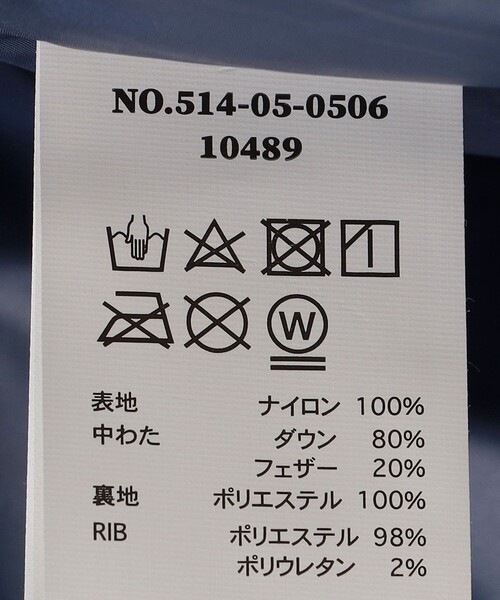 NO.514-05-0506
10489
W
表地 ナイロン 100%
中わた ダウン 80%
フェザー 20%
裏地 ポリエステル 100%
RIB ポリエステル 98%
ポリウレタン 2%